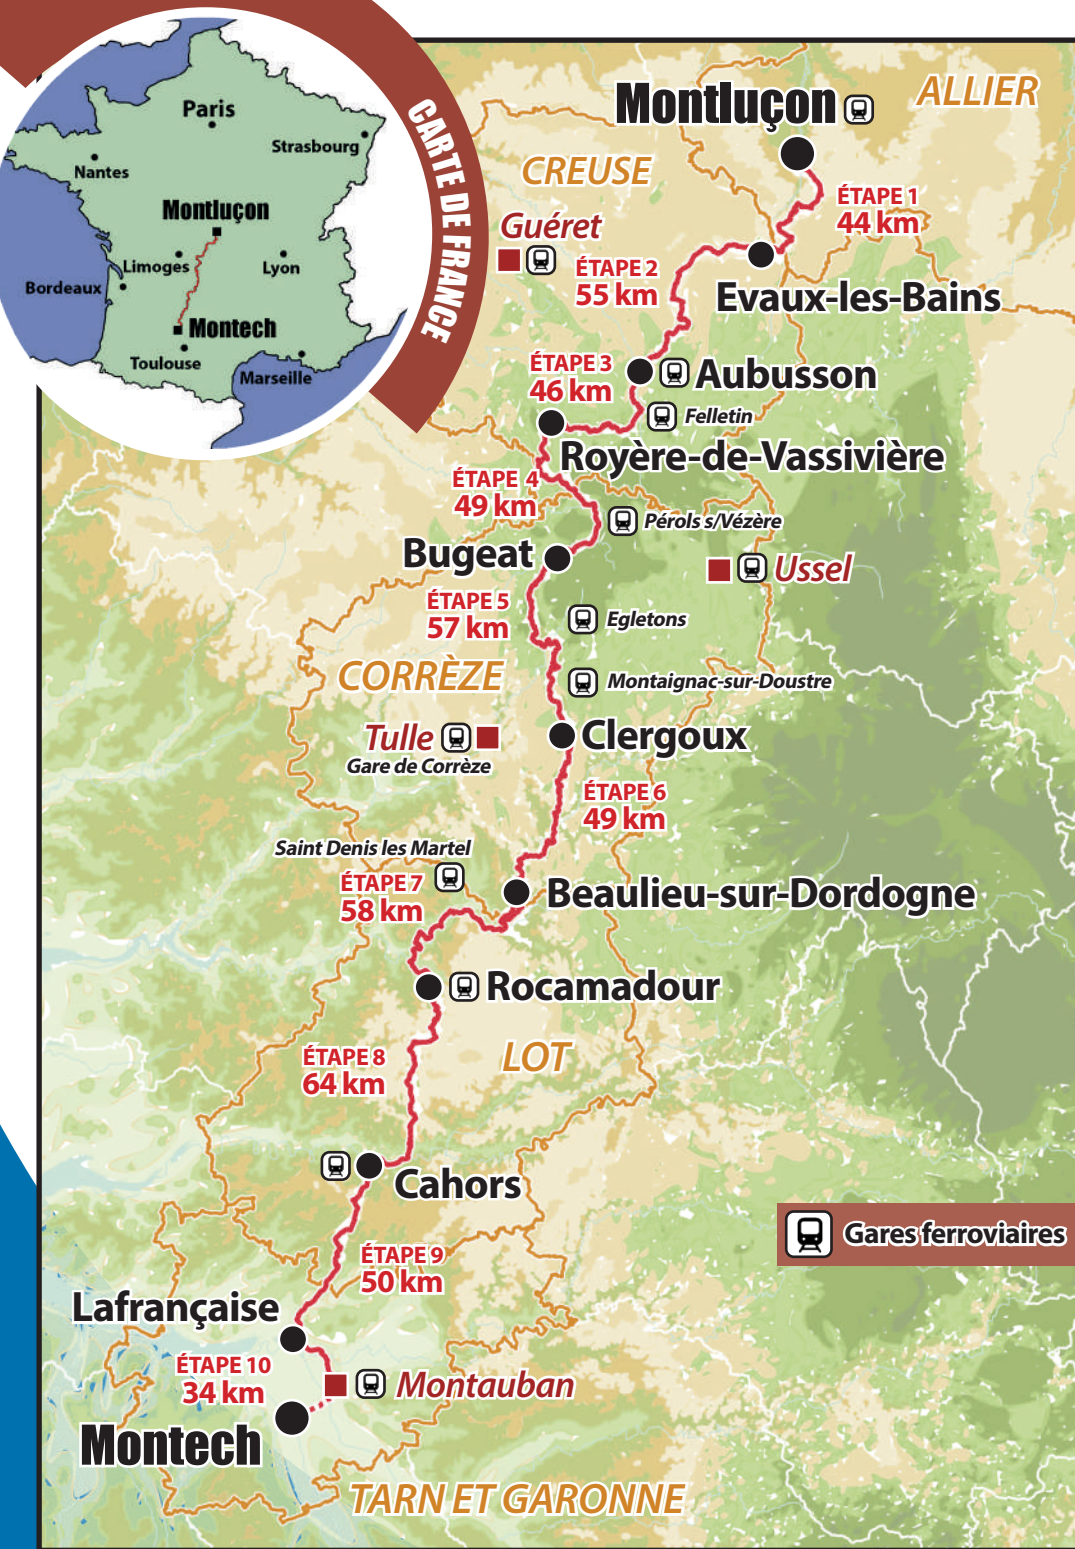 CARTE DE FRANCE
Paris
Strasbourg
Nantes
Montluçon
Limoges
Lyon
Bordeaux
Montech
Toulouse
Marseille
Montluçon
ALLIER
CREUSE
ÉTAPE 1
44 km
Guéret
ÉTAPE 2
55 km
Evaux-les-Bains
ÉTAPE 3
46 km
Aubusson
Felletin
Royère-de-Vassivière
ÉTAPE 4
49 km
Pérols s/Vézère
Bugeat
Ussel
ÉTAPE 5
57 km
Egletons
CORRÈZE
Montaignac-sur-Doustre
Tulle
Gare de Corrèze
Clergoux
ÉTAPE 6
49 km
Saint Denis les Martel
ÉTAPE 7
58 km
Beaulieu-sur-Dordogne
Rocamadour
LOT
ÉTAPE 8
64 km
Cahors
Gares ferroviaires
ÉTAPE 9
50 km
Lafrançaise
ÉTAPE 10
34 km
Montauban
Montech
TARN ET GARONNE